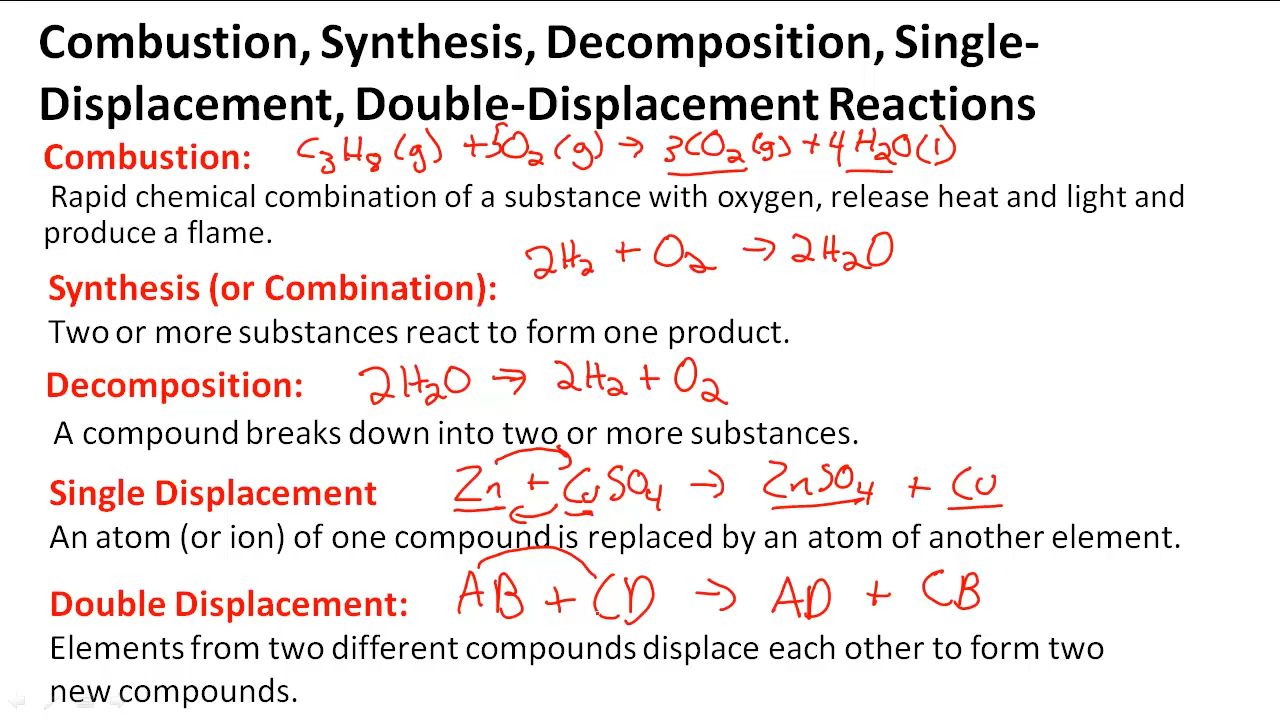 Combustion, Synthesis, Decomposition, Single-
Displacement, Double-Displacement Reactions
Combustion: C₃H₈(g) +5O₂(g) → 3CO₂(g) + 4H₂O(l)
Rapid chemical combination of a substance with oxygen, release heat and light and
produce a flame.
2H₂ + O₂ → 2H₂O
Synthesis (or Combination):
Two or more substances react to form one product.
Decomposition: 2H₂O → 2H₂ + O₂
A compound breaks down into two or more substances.
Single Displacement Zn + CuSO₄ → ZnSO₄ + Cu
An atom (or ion) of one compound is replaced by an atom of another element.
Double Displacement: AB + CD → AD + CB
Elements from two different compounds displace each other to form two
new compounds.